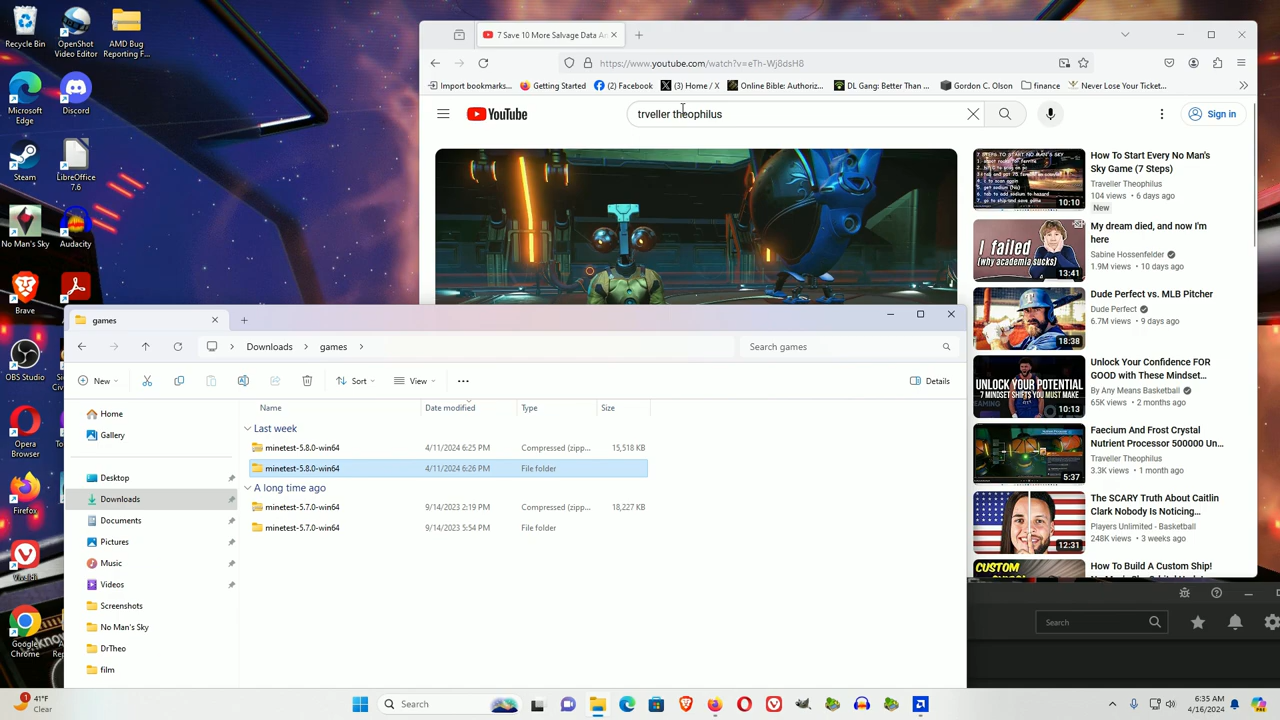 Recycle Bin
OpenShot Video Editor
AMD Bug Reporting F...
Microsoft Edge
Discord
Steam
LibreOffice 7.6
No Man's Sky
Audacity
Brave
OBS Studio
Opera Browser
Firefox
Vivaldi
Google Chrome
7 Save 10 More Salvage Data An
https://www.youtube.com/watch?v=eTh-Wj8dsH8
Import bookmarks...
Getting Started
(2) Facebook
(3) Home / X
Online Bible: Authoriz...
DL Gang: Better Than ...
Gordon C. Olson
finance
Never Lose Your Ticket...
YouTube
trveller theophilus
Sign in
How To Start Every No Man's Sky Game (7 Steps)
Traveller Theophilus
104 views • 6 days ago
New
10:10
I failed
(why academia sucks)
13:41
My dream died, and now I'm here
Sabine Hossenfelder
1.9M views • 10 days ago
18:38
Dude Perfect vs. MLB Pitcher
Dude Perfect
6.7M views • 9 days ago
UNLOCK YOUR POTENTIAL
7 MINDSET SHIFTS YOU MUST MAKE
10:13
Unlock Your Confidence FOR GOOD with These Mindset...
By Any Means Basketball
65K views • 2 months ago
5:37
Faecium And Frost Crystal Nutrient Processor 500000 Un...
Traveller Theophilus
3.3K views • 1 month ago
12:31
The SCARY Truth About Caitlin Clark Nobody Is Noticing...
Players Unlimited - Basketball
248K views • 3 weeks ago
CUSTOM
How To Build A Custom Ship!
games
Downloads
games
Search games
New
Sort
View
Details
Name
Date modified
Type
Size
Last week
minetest-5.8.0-win64 4/11/2024 6:25 PM Compressed (zipp... 15,518 KB
minetest-5.8.0-win64 4/11/2024 6:26 PM File folder
A long time ago
minetest-5.7.0-win64 9/14/2023 2:19 PM Compressed (zipp... 18,227 KB
minetest-5.7.0-win64 9/14/2023 5:54 PM File folder
Home
Gallery
Desktop
Downloads
Documents
Pictures
Music
Videos
Screenshots
No Man's Sky
DrTheo
film
Search
41°F
Clear
Search
6:35 AM
4/16/2024